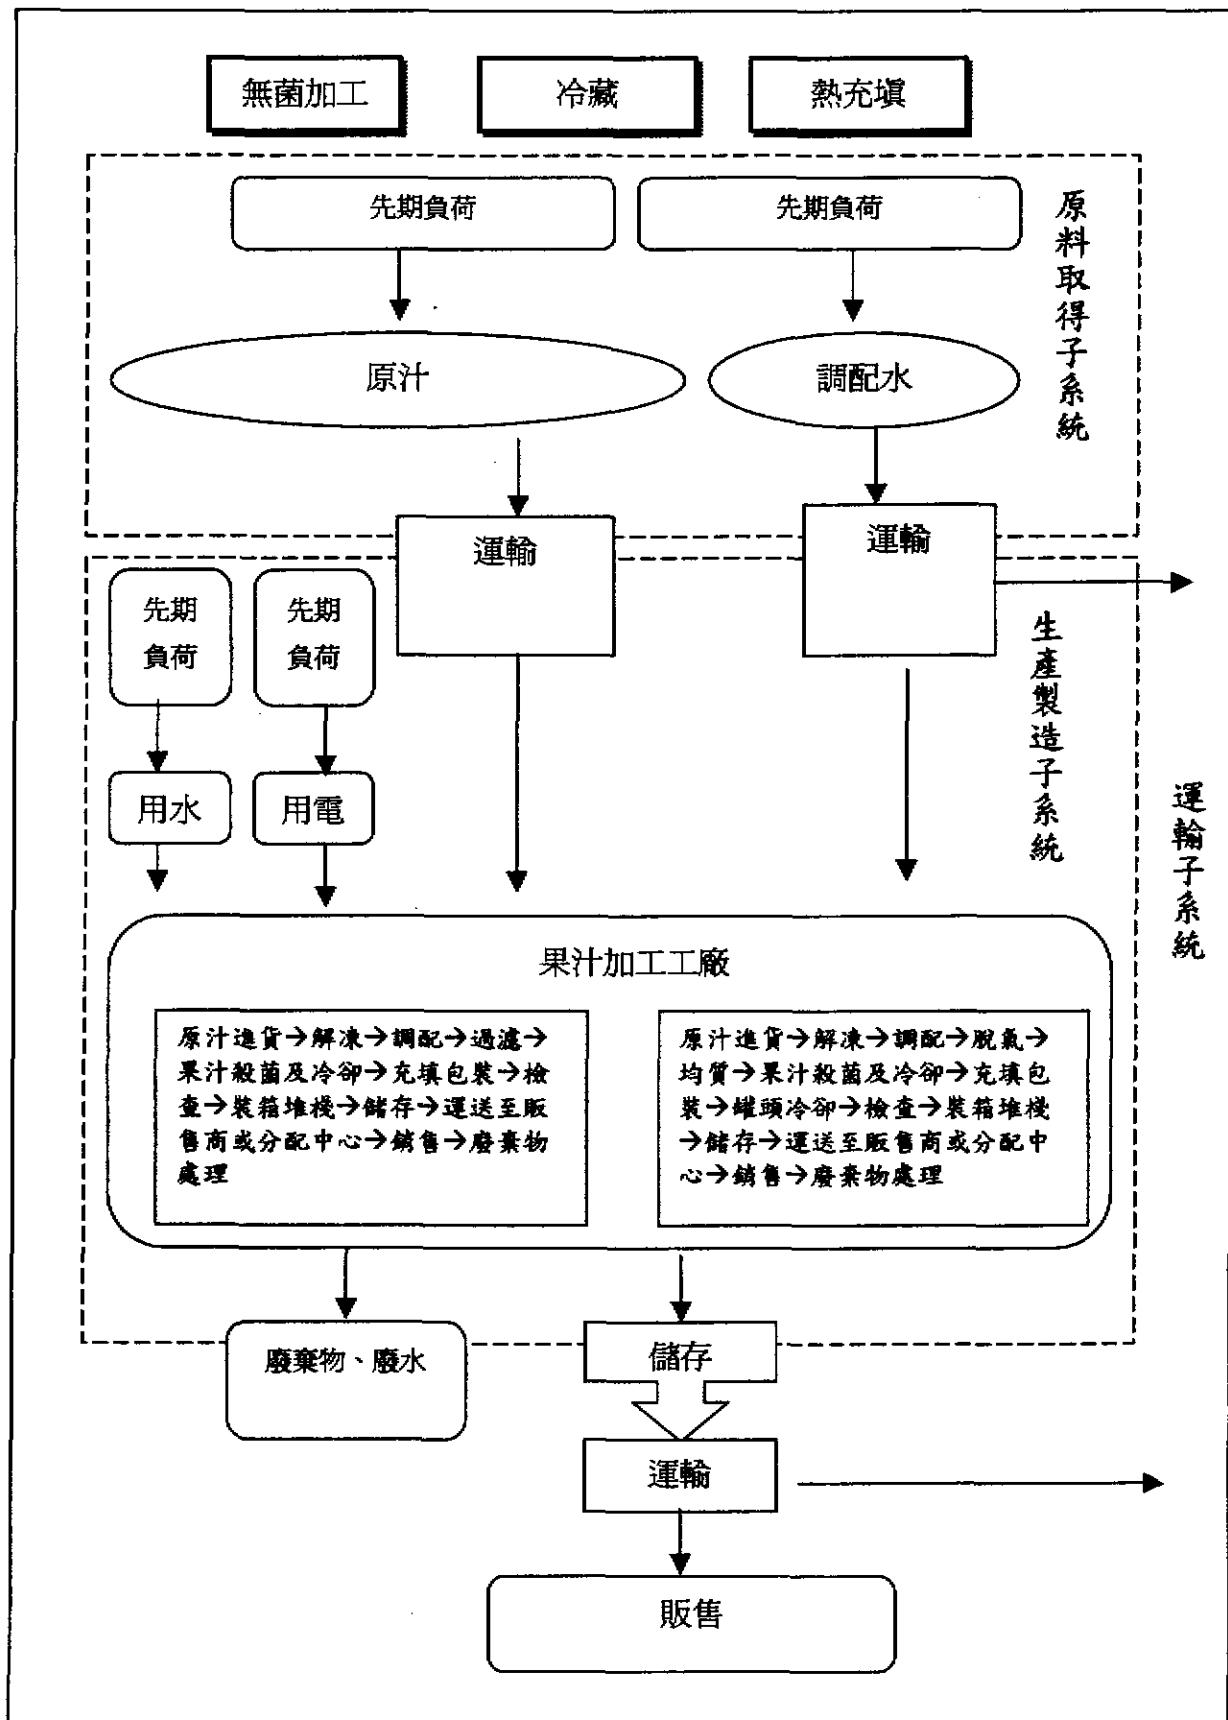 無菌加工
冷藏
熱充填
先期負荷
先期負荷
原料取得子系統
原汁
調配水
運輸
運輸
先期
負荷
先期
負荷
生產製造子系統
用水
用電
運輸子系統
果汁加工工廠
原汁進貨→解凍→調配→過濾→
果汁殺菌及冷卻→充填包裝→檢
查→裝箱堆棧→儲存→運送至販
售商或分配中心→銷售→廢棄物
處理
原汁進貨→解凍→調配→脫氣→
均質→果汁殺菌及冷卻→充填包
裝→罐頭冷卻→檢查→裝箱堆棧
→儲存→運送至販售商或分配中
心→銷售→廢棄物處理
廢棄物、廢水
儲存
運輸
販售